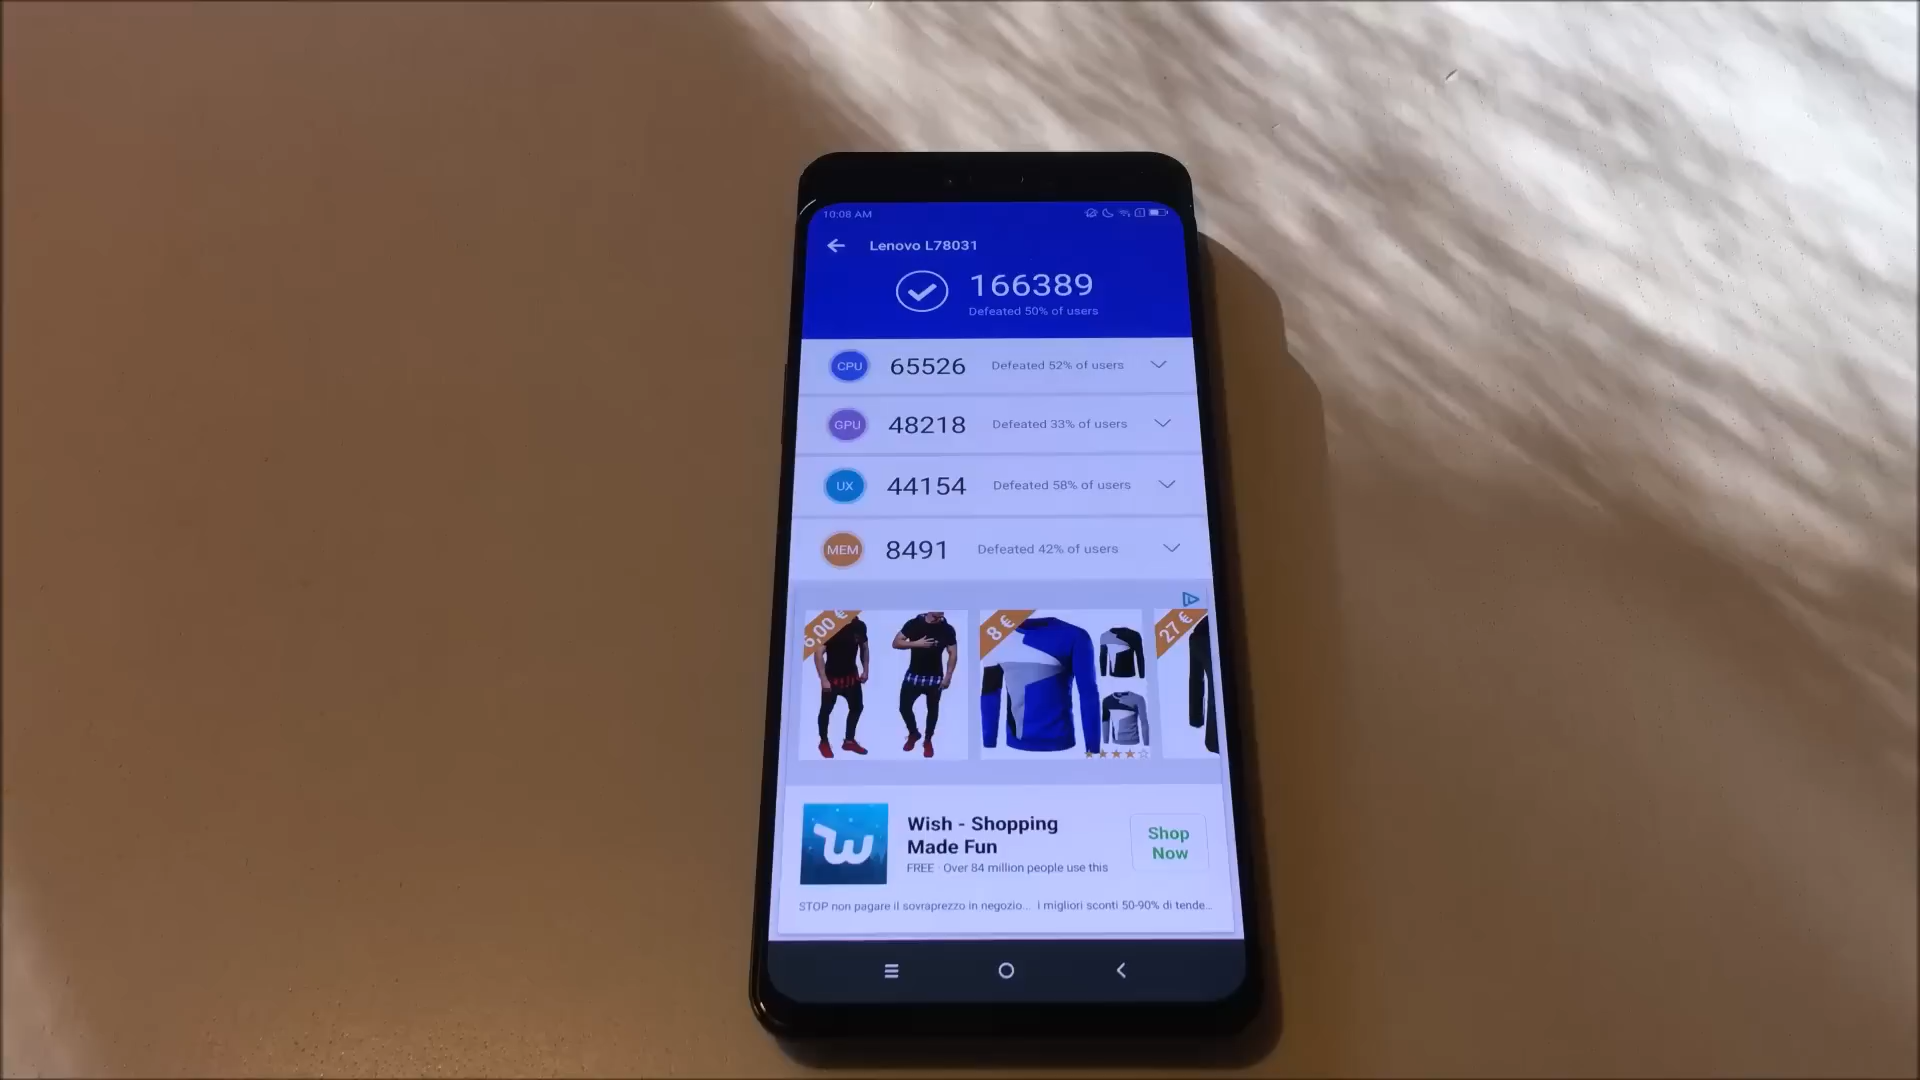 10:08 AM
Lenovo L78031
166389
Defeated 50% of users
CPU 65526 Defeated 52% of users
GPU 48218 Defeated 33% of users
UX 44154 Defeated 58% of users
MEM 8491 Defeated 42% of users
6,00 €
8 €
27 €
Wish - Shopping
Made Fun
FREE · Over 84 million people use this
Shop
Now
STOP non pagare il sovraprezzo in negozio... i migliori sconti 50-90% di tende...